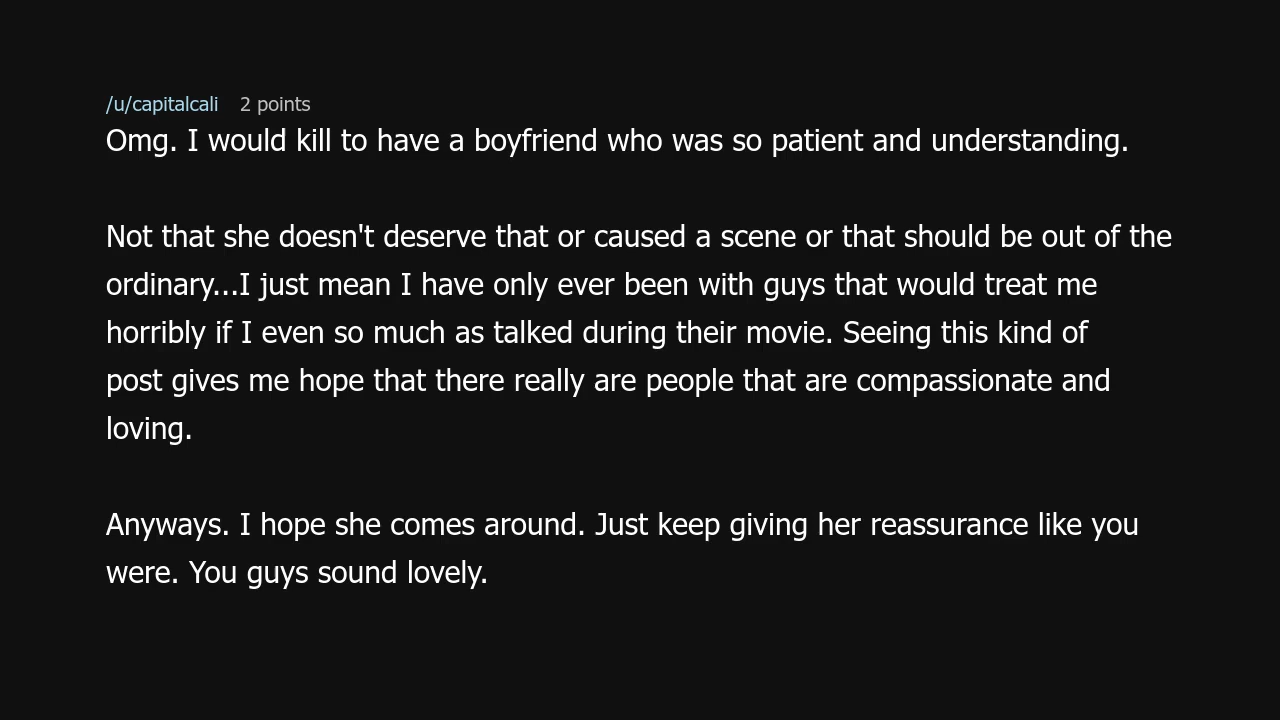 /u/capitalcali 2 points
Omg. I would kill to have a boyfriend who was so patient and understanding.
Not that she doesn't deserve that or caused a scene or that should be out of the
ordinary...I just mean I have only ever been with guys that would treat me
horribly if I even so much as talked during their movie. Seeing this kind of
post gives me hope that there really are people that are compassionate and
loving.
Anyways. I hope she comes around. Just keep giving her reassurance like you
were. You guys sound lovely.